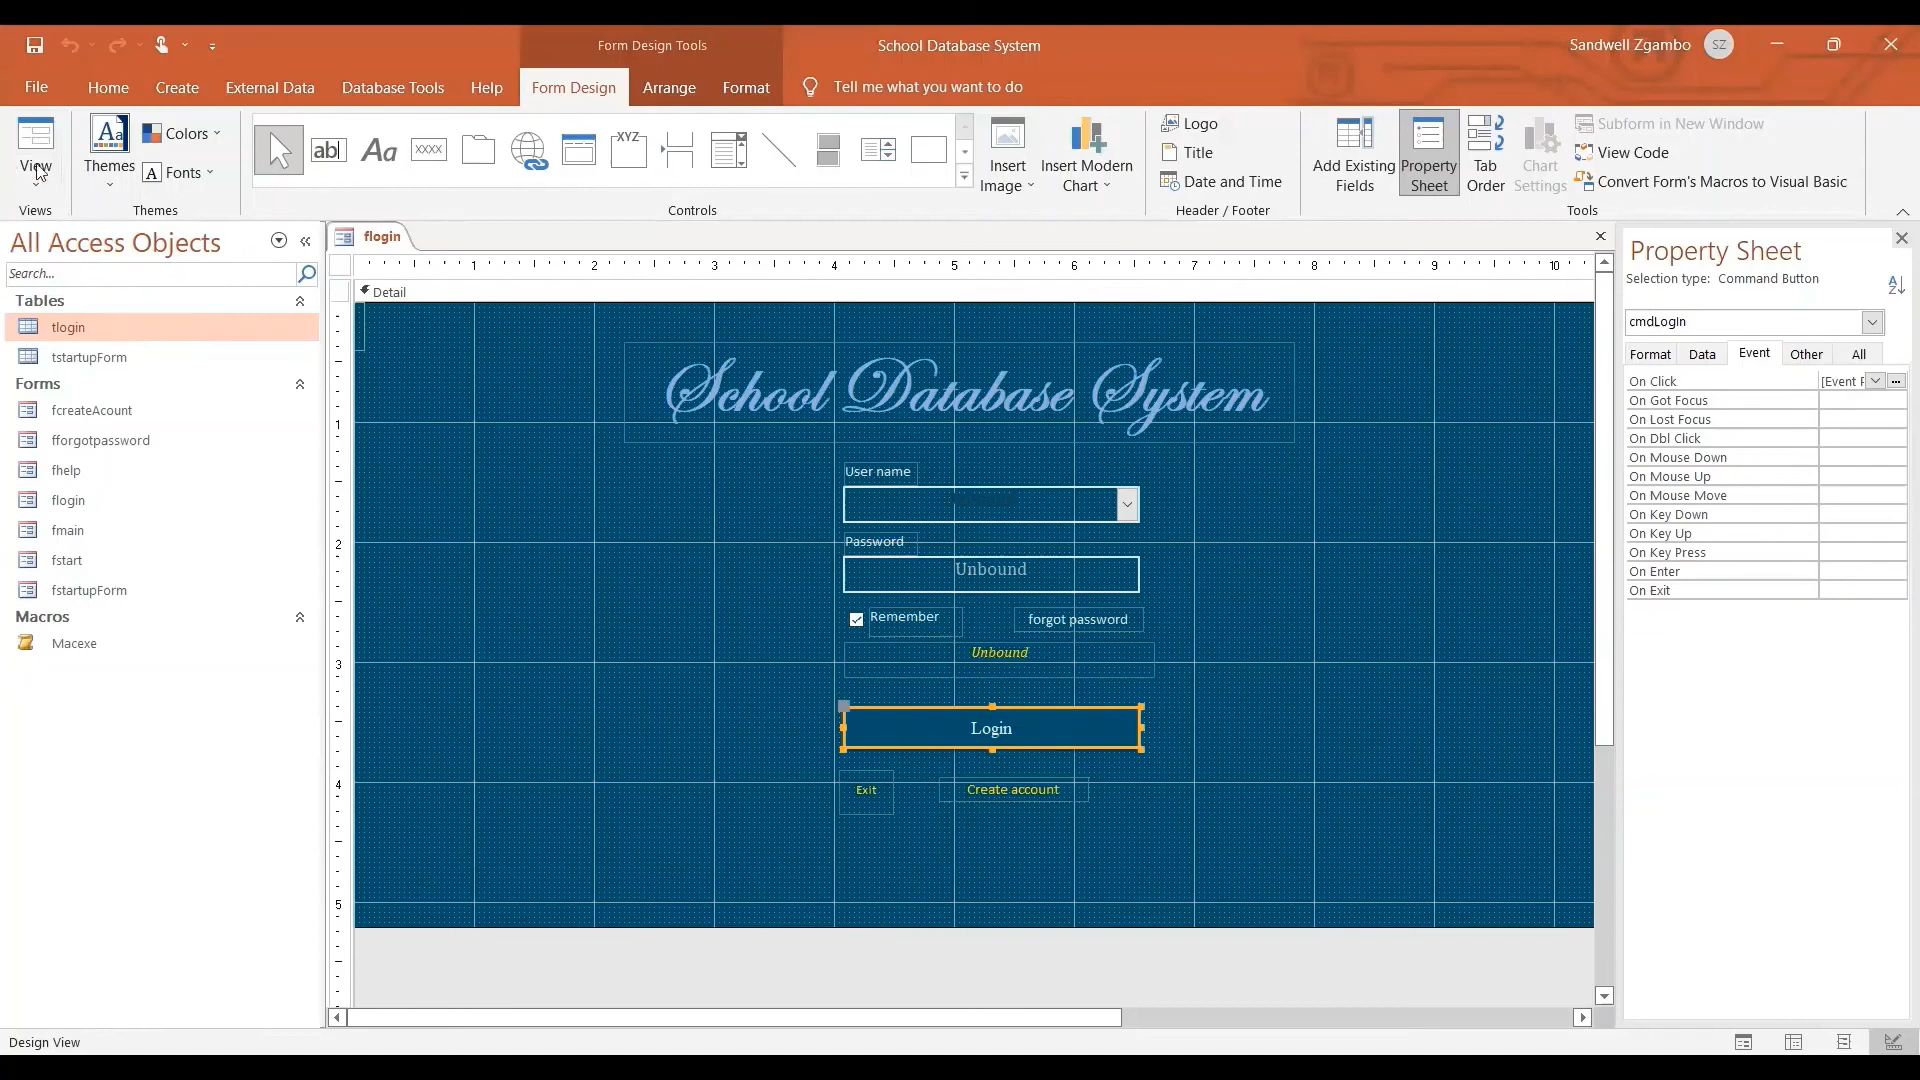 Form Design Tools
School Database System
Sandwell Zgambo
SZ
File
Home
Create
External Data
Database Tools
Help
Form Design
Arrange
Format
Tell me what you want to do
View
Views
Aa
Themes
Colors
A Fonts
Themes
ab
Aa
XXXX
XYZ
Controls
Insert
Image
Insert Modern
Chart
Logo
Title
Date and Time
Header / Footer
Add Existing
Fields
Property
Sheet
Tab
Order
Chart
Settings
Subform in New Window
View Code
Convert Form's Macros to Visual Basic
Tools
All Access Objects
Search...
Tables
tlogin
tstartupForm
Forms
fcreateAcount
fforgotpassword
fhelp
flogin
fmain
fstart
fstartupForm
Macros
Macexe
flogin
1 2 3 4 5 6 7 8 9 10
Detail
1
2
3
4
5
School Database System
User name
Password
Unbound
Remember
forgot password
Unbound
Login
Exit
Create account
Property Sheet
Selection type: Command Button
AZ
cmdLogIn
Format Data Event Other All
On Click [Event P
On Got Focus
On Lost Focus
On Dbl Click
On Mouse Down
On Mouse Up
On Mouse Move
On Key Down
On Key Up
On Key Press
On Enter
On Exit
Design View